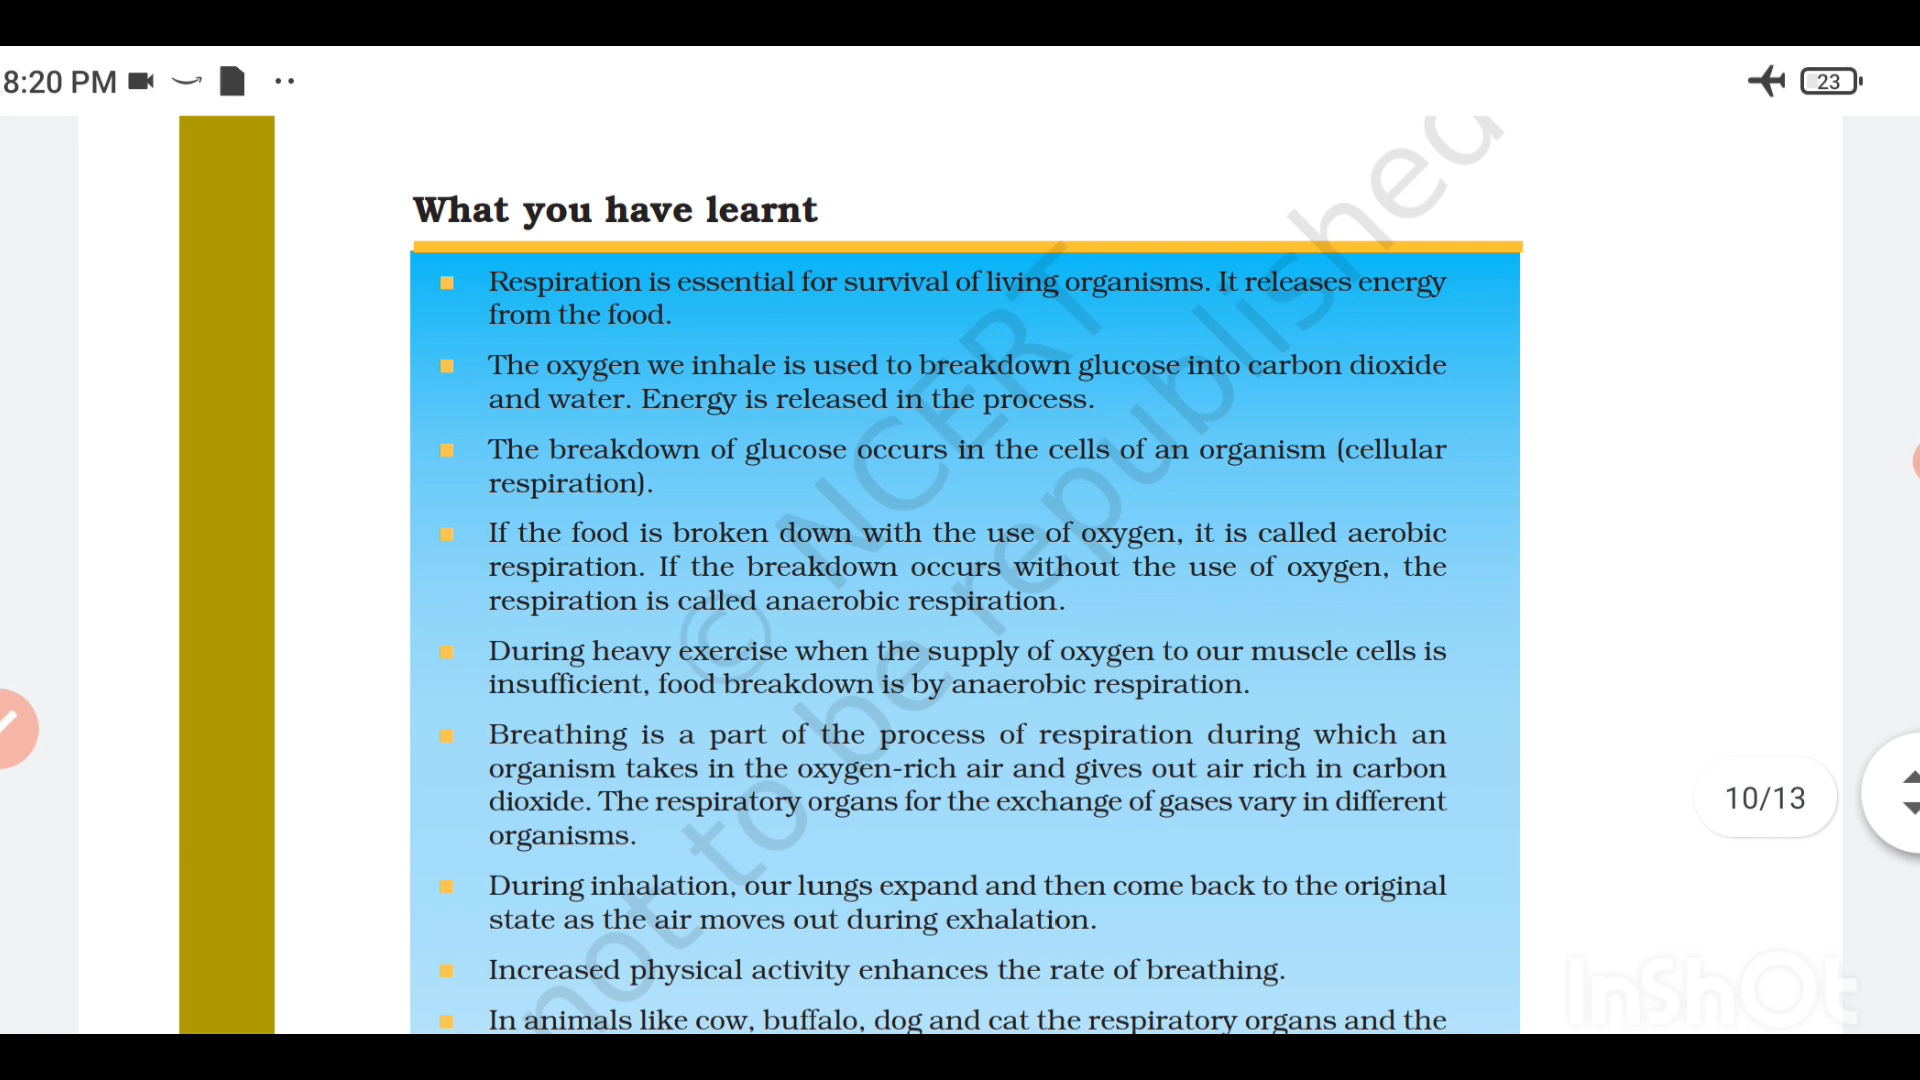 8:20 PM
23
What you have learnt
Respiration is essential for survival of living organisms. It releases energy
from the food.
The oxygen we inhale is used to breakdown glucose into carbon dioxide
and water. Energy is released in the process.
The breakdown of glucose occurs in the cells of an organism (cellular
respiration).
If the food is broken down with the use of oxygen, it is called aerobic
respiration. If the breakdown occurs without the use of oxygen, the
respiration is called anaerobic respiration.
During heavy exercise when the supply of oxygen to our muscle cells is
insufficient, food breakdown is by anaerobic respiration.
Breathing is a part of the process of respiration during which an
organism takes in the oxygen-rich air and gives out air rich in carbon
dioxide. The respiratory organs for the exchange of gases vary in different
organisms.
During inhalation, our lungs expand and then come back to the original
state as the air moves out during exhalation.
Increased physical activity enhances the rate of breathing.
In animals like cow, buffalo, dog and cat the respiratory organs and the
© NCERT
not to be republished
10/13
InShOt